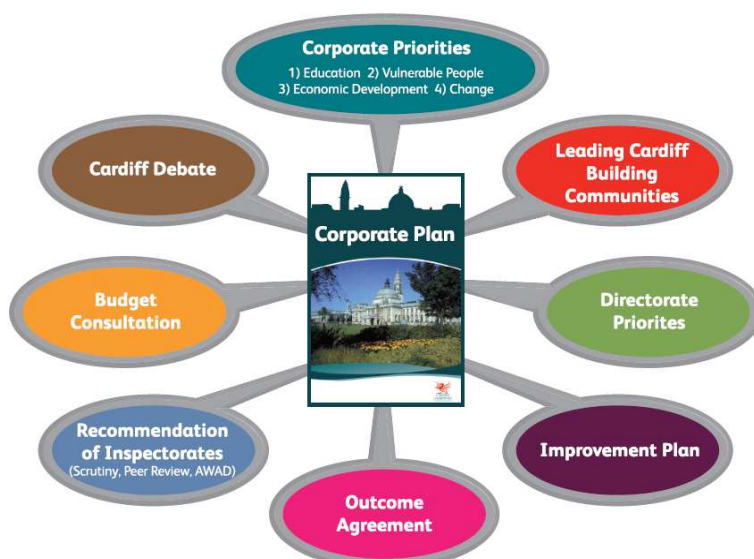 Corporate Priorities
1) Education 2) Vulnerable People
3) Economic Development 4) Change
Cardiff Debate
Leading Cardiff
Building
Communities
Corporate Plan
Budget
Consultation
Directorate
Priorites
Recommendation
of Inspectorates
(Scrutiny, Peer Review, AWAD)
Improvement Plan
Outcome
Agreement